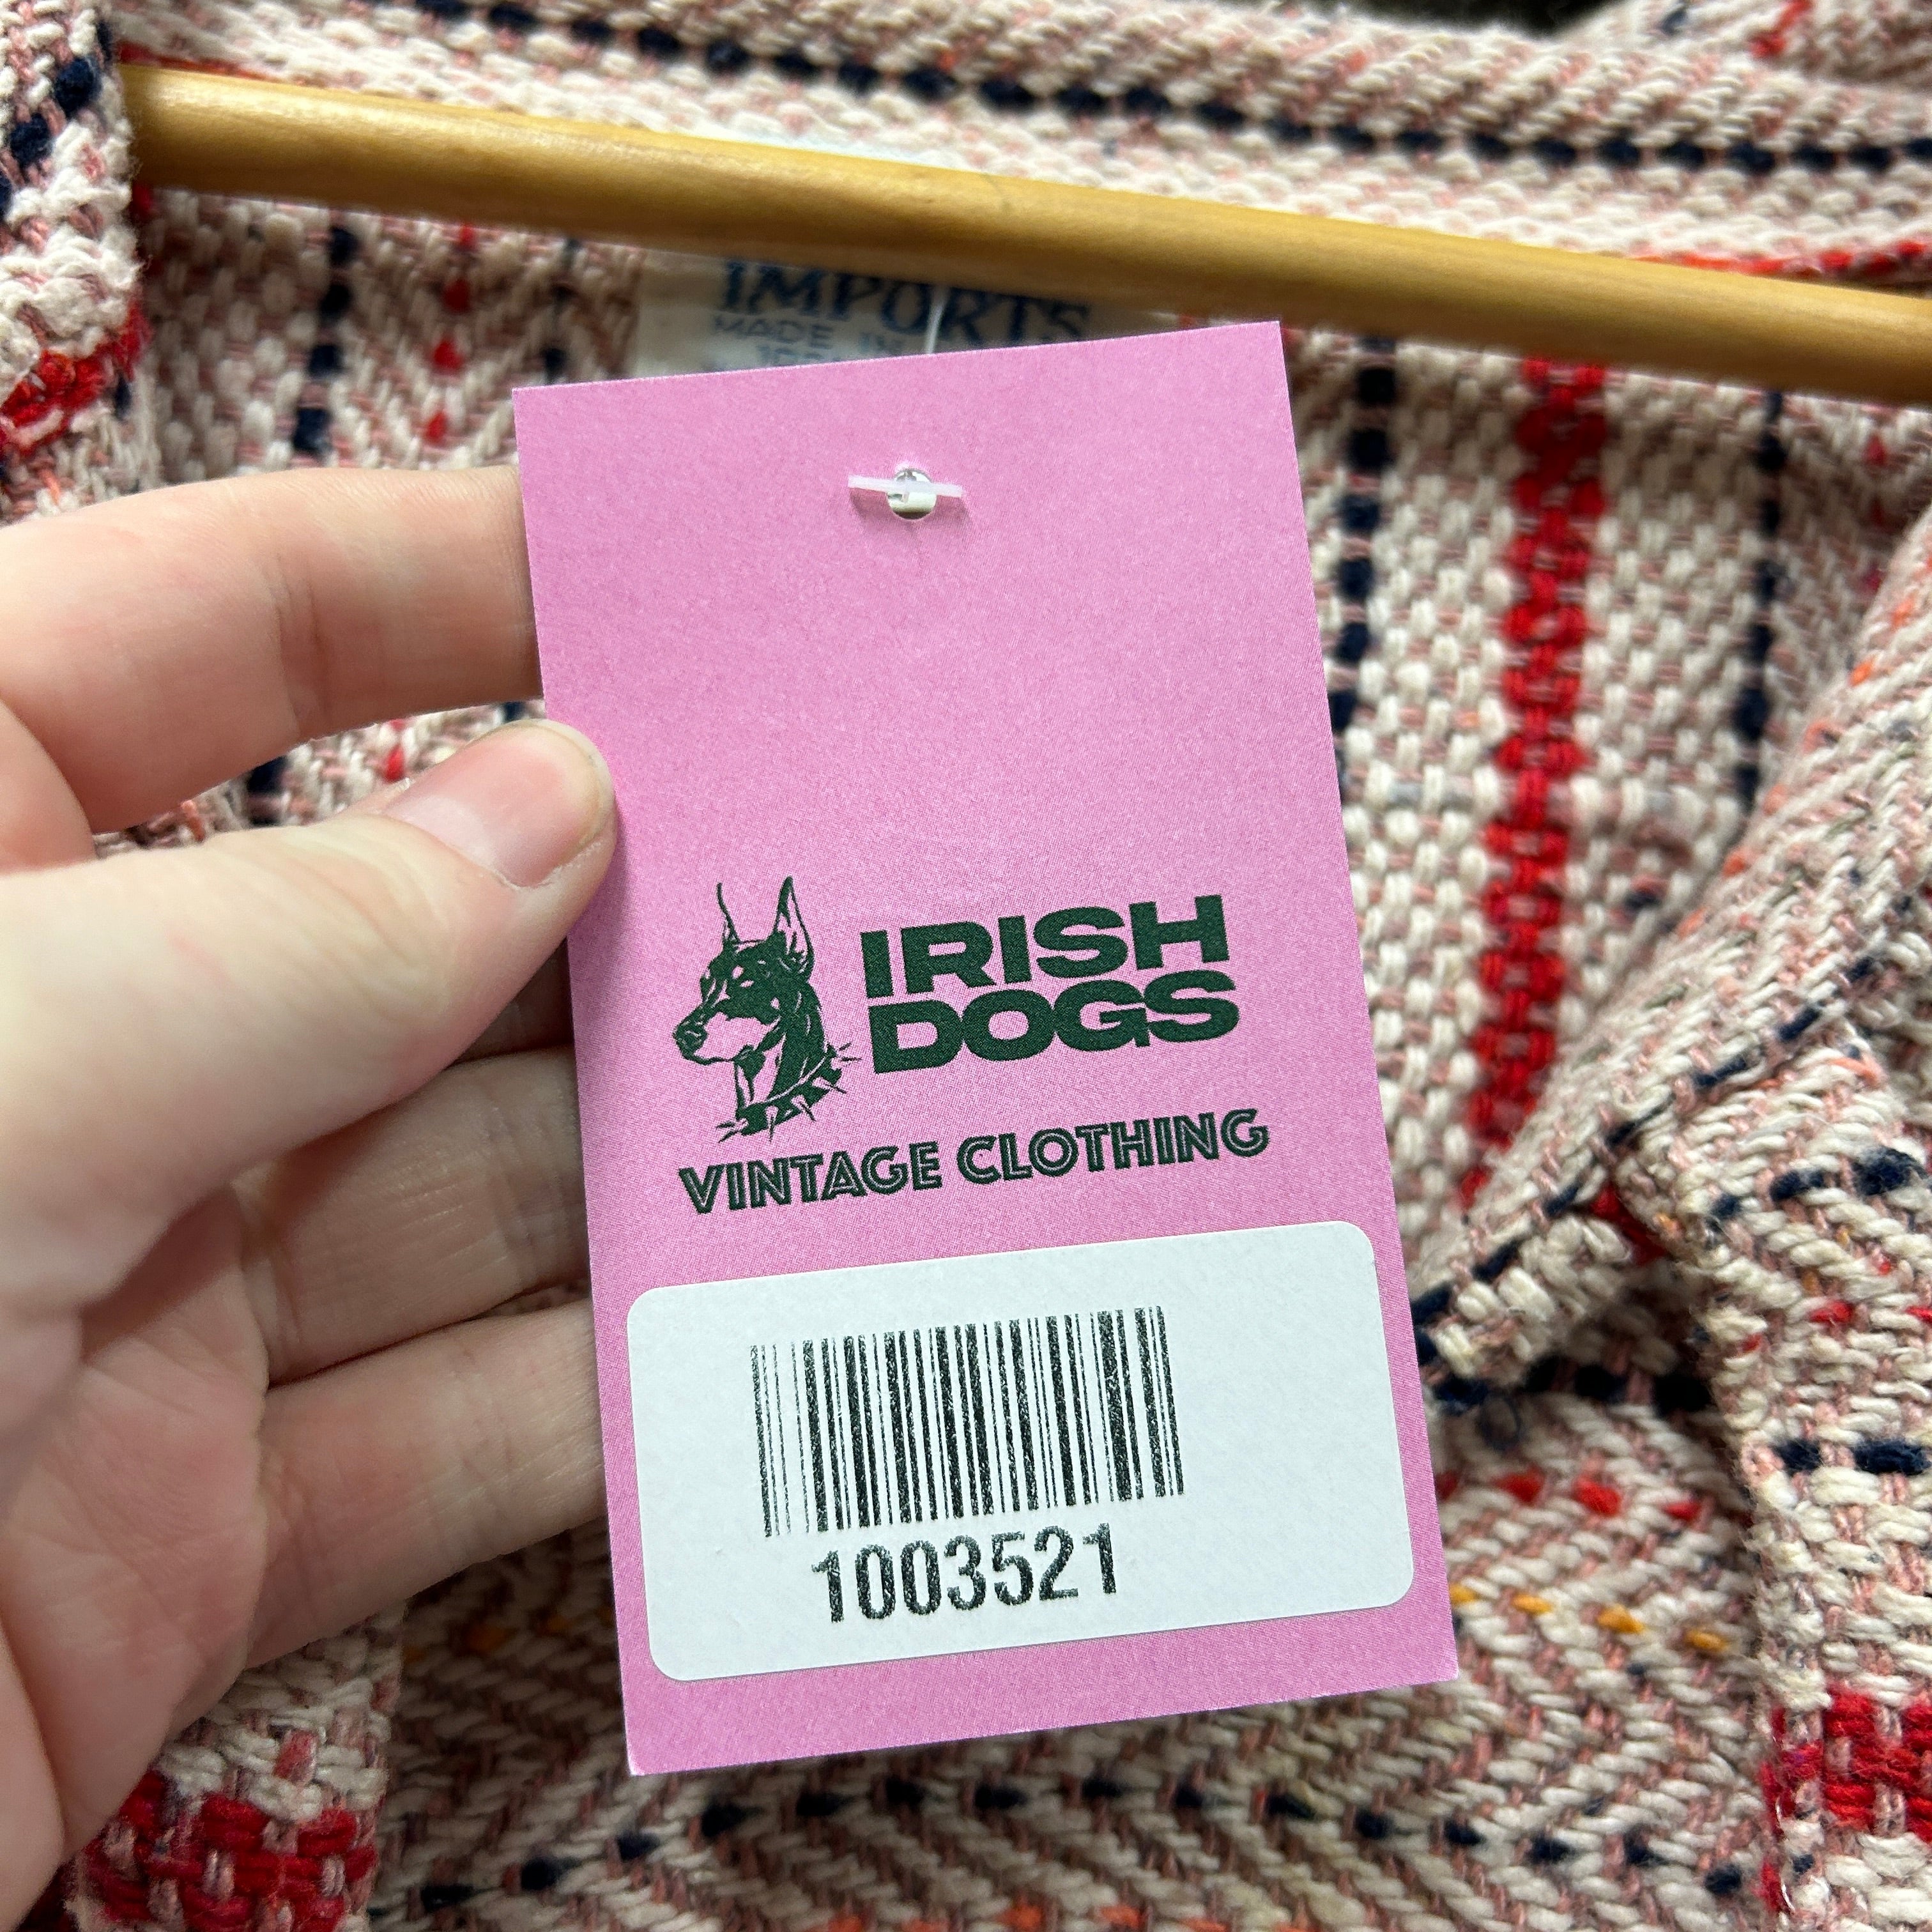 IMPORTS
MADE IN
IRISH
DOGS
VINTAGE CLOTHING
1003521